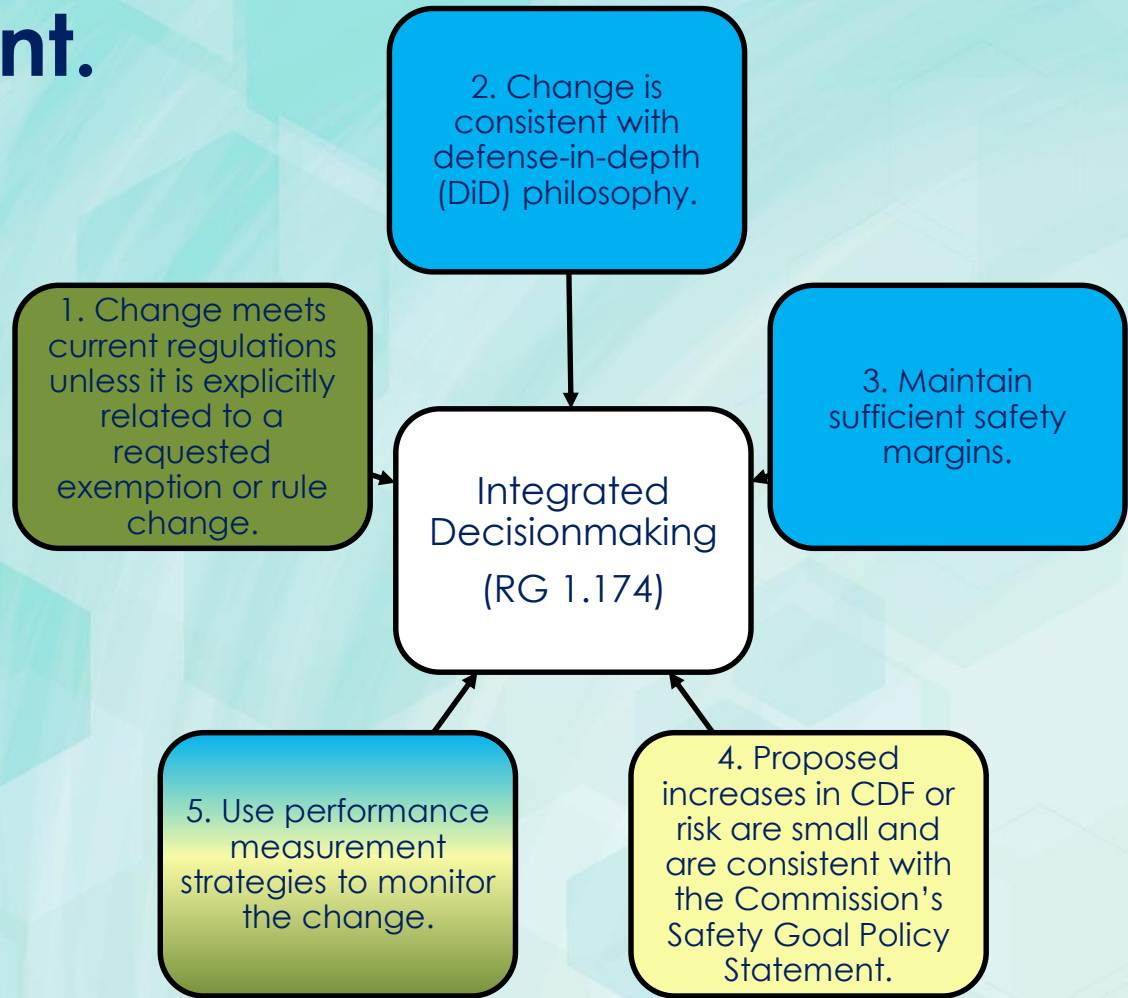 nt.
2. Change is
consistent with
defense-in-depth
(DiD) philosophy.
1. Change meets
current regulations
unless it is explicitly
related to a
requested
exemption or rule
change.
3. Maintain
sufficient safety
margins.
Integrated
Decisionmaking
(RG 1.174)
5. Use performance
measurement
strategies to monitor
the change.
4. Proposed
increases in CDF or
risk are small and
are consistent with
the Commission’s
Safety Goal Policy
Statement.